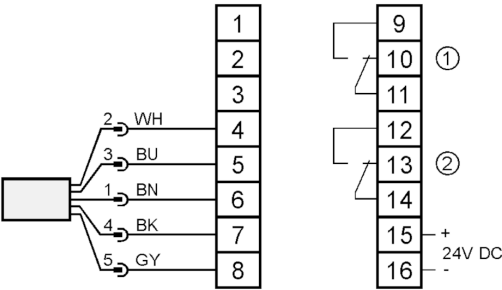 1 9
2 10 ①
3 11
2 WH 4 12
3 BU 5 13 ②
1 BN 6 14
4 BK 7 15 +
24V DC
5 GY 8 16 -